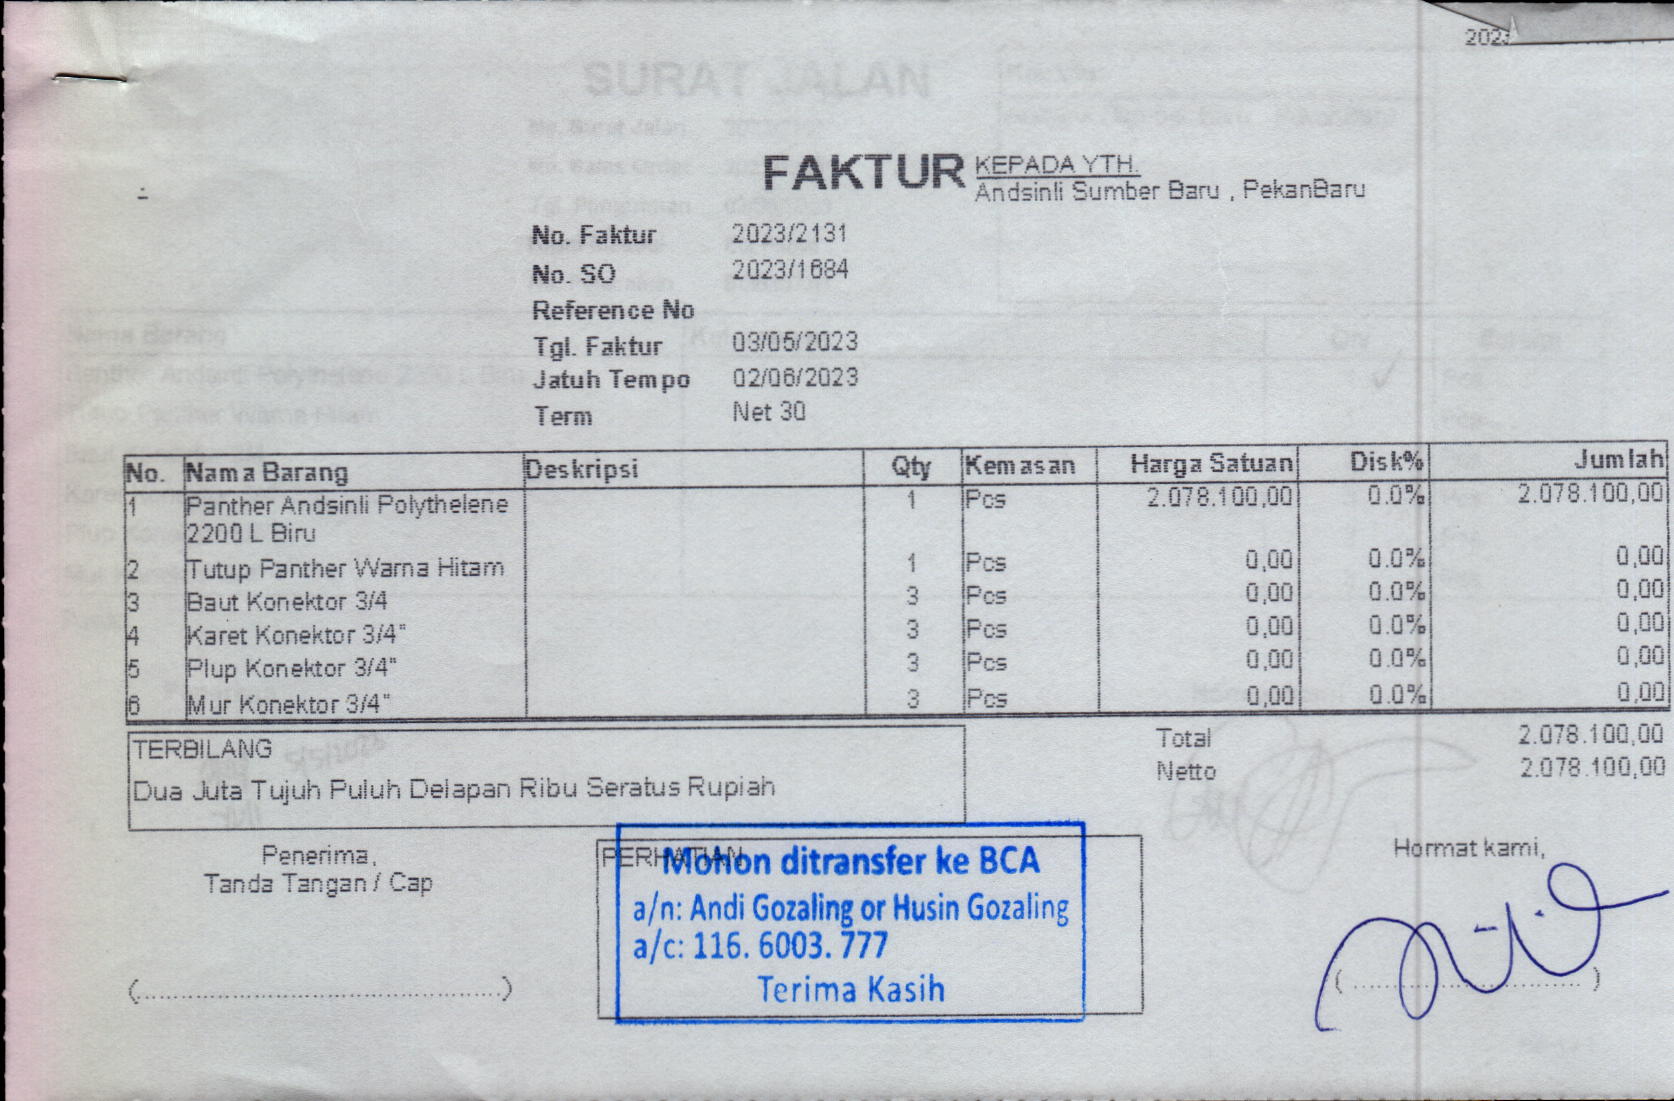 FAKTUR
KEPADA YTH.
Andsinli Sumber Baru , PekanBaru
No. Faktur 2023/2131
No. SO 2023/1684
Reference No
Tgl. Faktur 03/05/2023
Jatuh Tempo 02/06/2023
Term Net 30
No. Nama Barang Deskripsi Qty Kemasan Harga Satuan Disk% Jumlah
1 Panther Andsinli Polythelene 1 Pcs 2.078.100,00 0.0% 2.078.100,00
2200 L Biru
2 Tutup Panther Warna Hitam 1 Pcs 0,00 0.0% 0,00
3 Baut Konektor 3/4 3 Pcs 0,00 0.0% 0,00
4 Karet Konektor 3/4" 3 Pcs 0,00 0.0% 0,00
5 Plup Konektor 3/4" 3 Pcs 0,00 0.0% 0,00
6 Mur Konektor 3/4" 3 Pcs 0,00 0.0% 0,00
Total 2.078.100,00
Netto 2.078.100,00
TERBILANG
Dua Juta Tujuh Puluh Delapan Ribu Seratus Rupiah
Penerima,
Tanda Tangan / Cap
(..........................................)
PERHATIAN
Mohon ditransfer ke BCA
a/n: Andi Gozaling or Husin Gozaling
a/c: 116. 6003. 777
Terima Kasih
Hormat kami,
(..............................)
SURAT JALAN